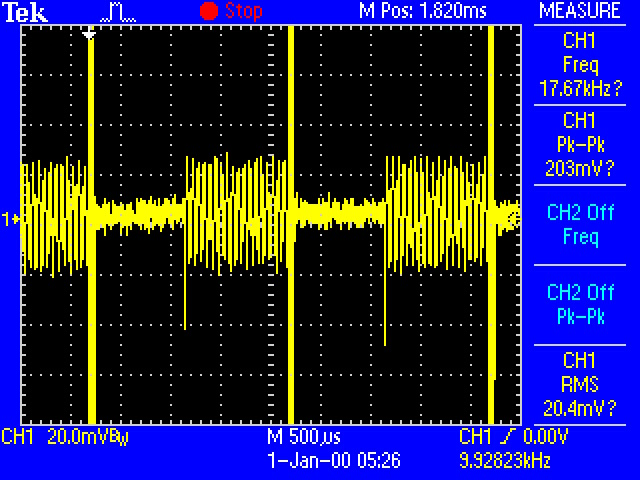 Tek Stop M Pos: 1.820ms MEASURE
CH1
Freq
17.67kHz?
CH1
Pk-Pk
203mV?
1
CH2 Off
Freq
CH2 Off
Pk-Pk
CH1
RMS
20.4mV?
CH1 20.0mVBw M 500µs CH1 0.00V
1-Jan-00 05:26 9.92823kHz